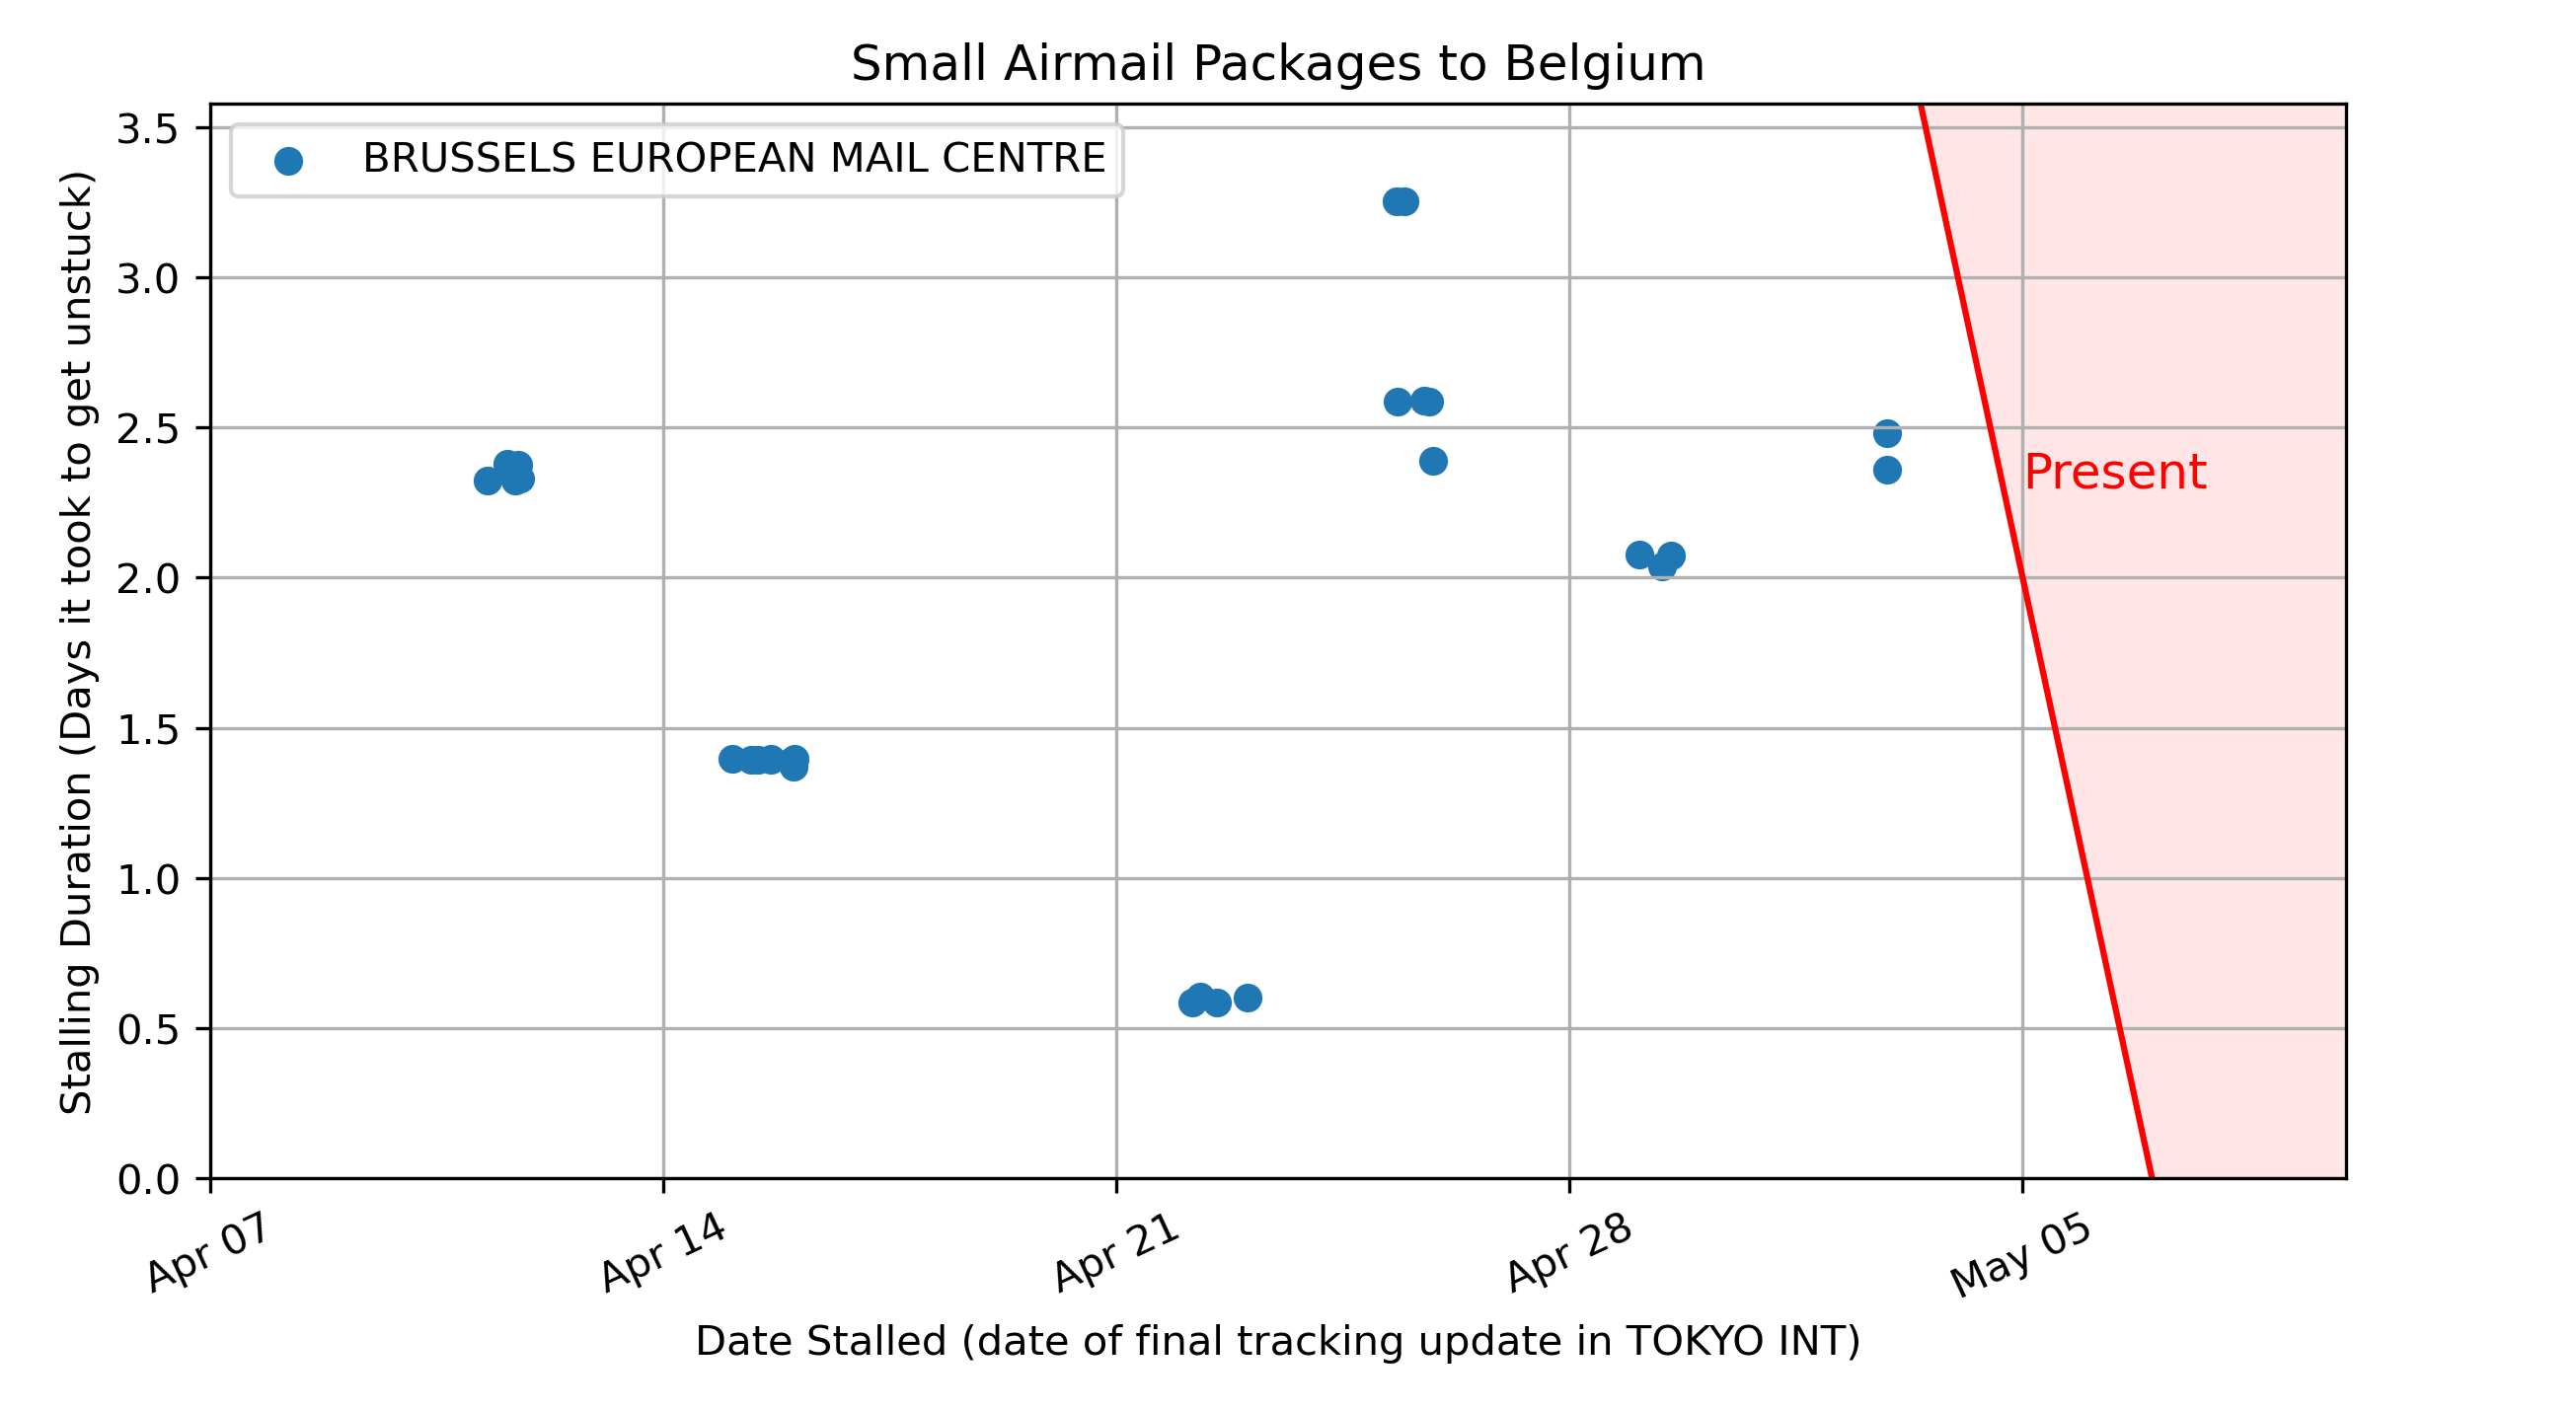 Small Airmail Packages to Belgium
BRUSSELS EUROPEAN MAIL CENTRE
Stalling Duration (Days it took to get unstuck)
3.5
3.0
2.5
2.0
1.5
1.0
0.5
0.0
Present
Apr 07
Apr 14
Apr 21
Apr 28
May 05
Date Stalled (date of final tracking update in TOKYO INT)